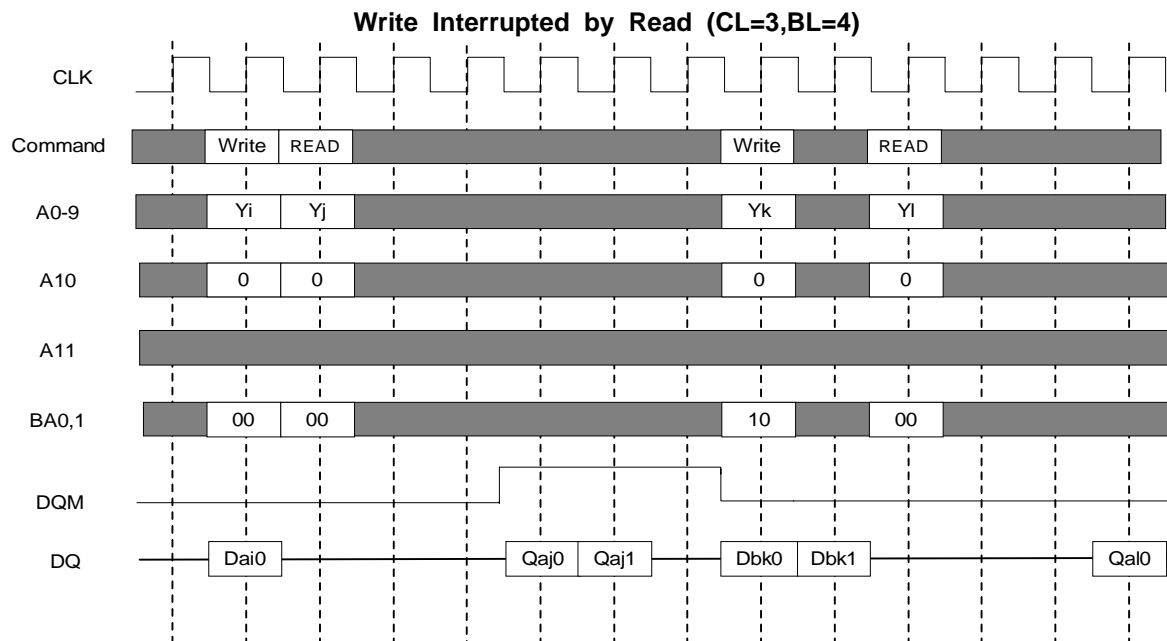 Write Interrupted by Read (CL=3,BL=4)
CLK
Command Write READ Write READ
A0-9 Yi Yj Yk Yl
A10 0 0 0 0
A11
BA0,1 00 00 10 00
DQM
DQ Dai0 Qaj0 Qaj1 Dbk0 Dbk1 Qal0